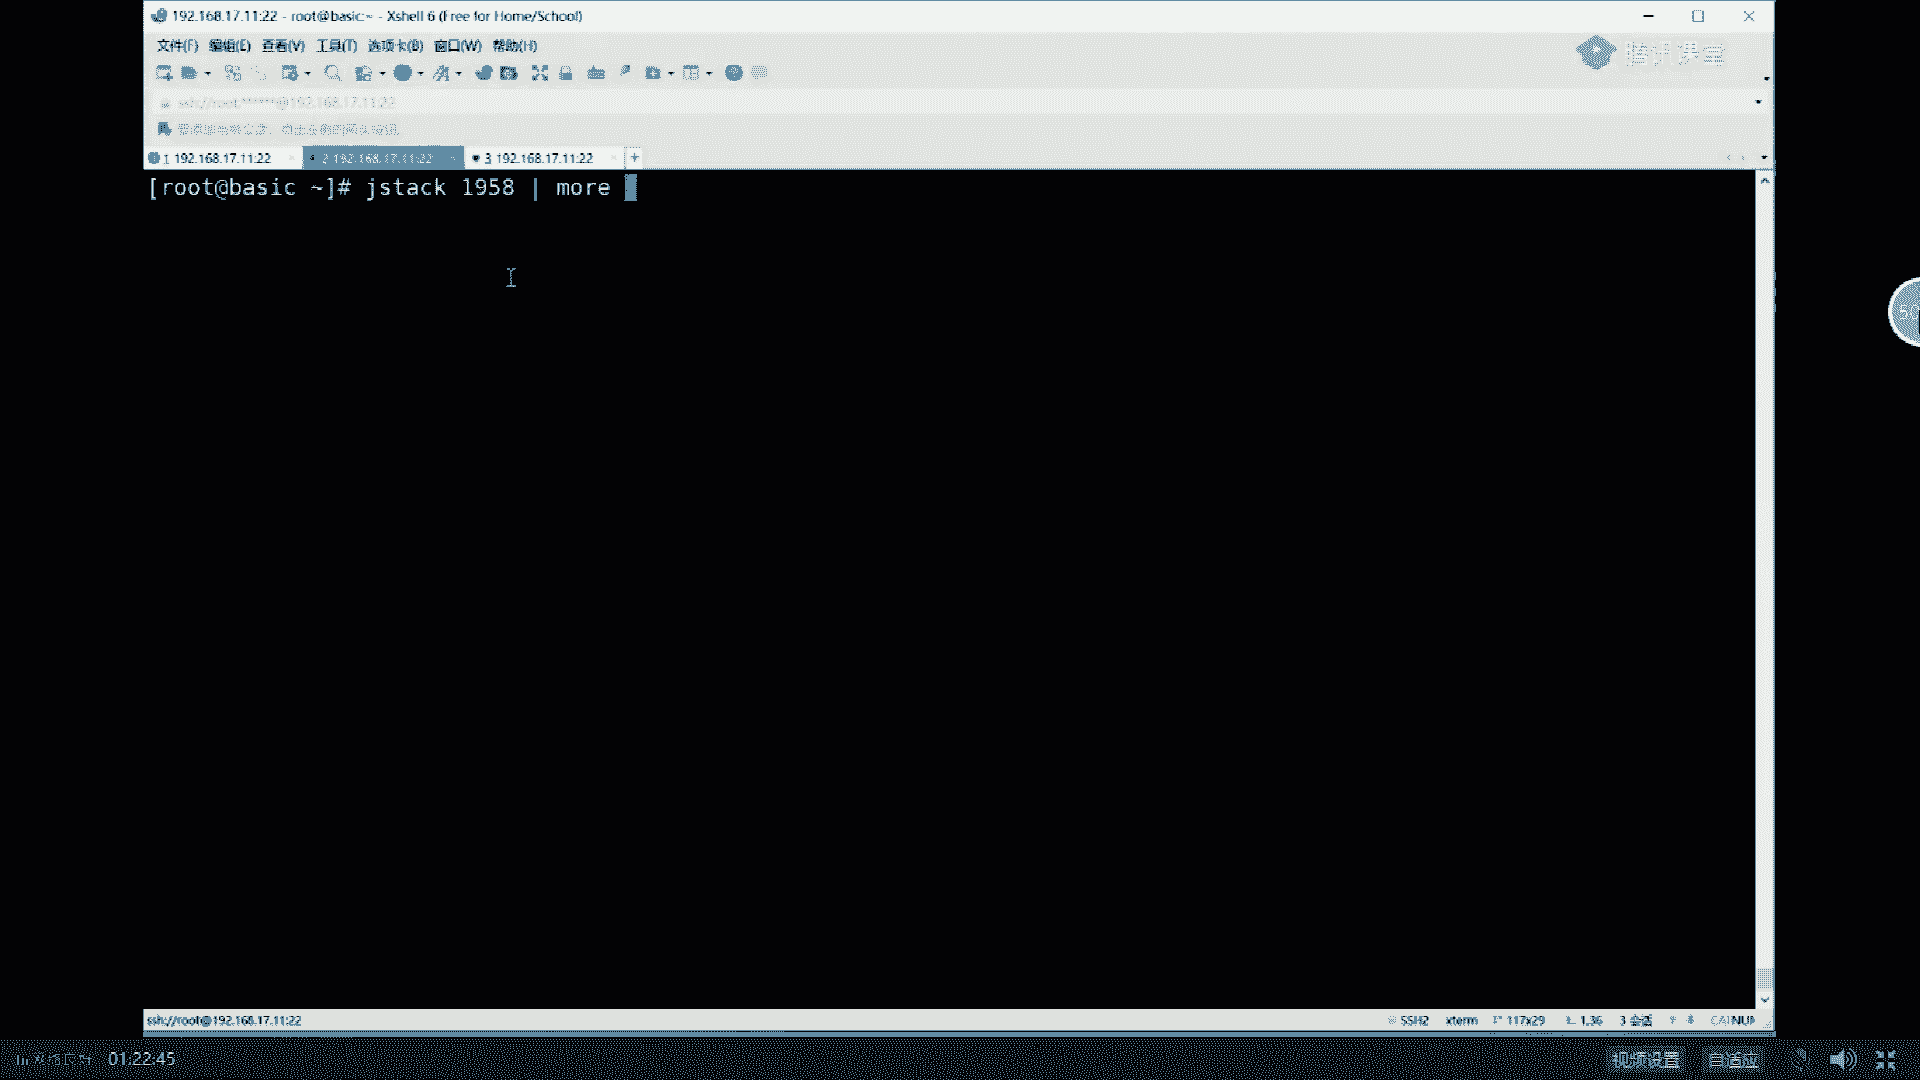 192.168.17.11:22 - root@basic:~ - Xshell 6 (Free for Home/School)
文件(F) 编辑(E) 查看(V) 工具(T) 选项卡(B) 窗口(W) 帮助(H)
腾讯课堂
ssh://root:******@192.168.17.11:22
1 192.168.17.11:22 2 192.168.17.11:22 3 192.168.17.11:22 +
[root@basic ~]# jstack 1958 | more
ssh://root@192.168.17.11:22
SSH2 xterm 117x29 1,36 3 会话 CAP NUM
01:22:45
视频设置 自适应